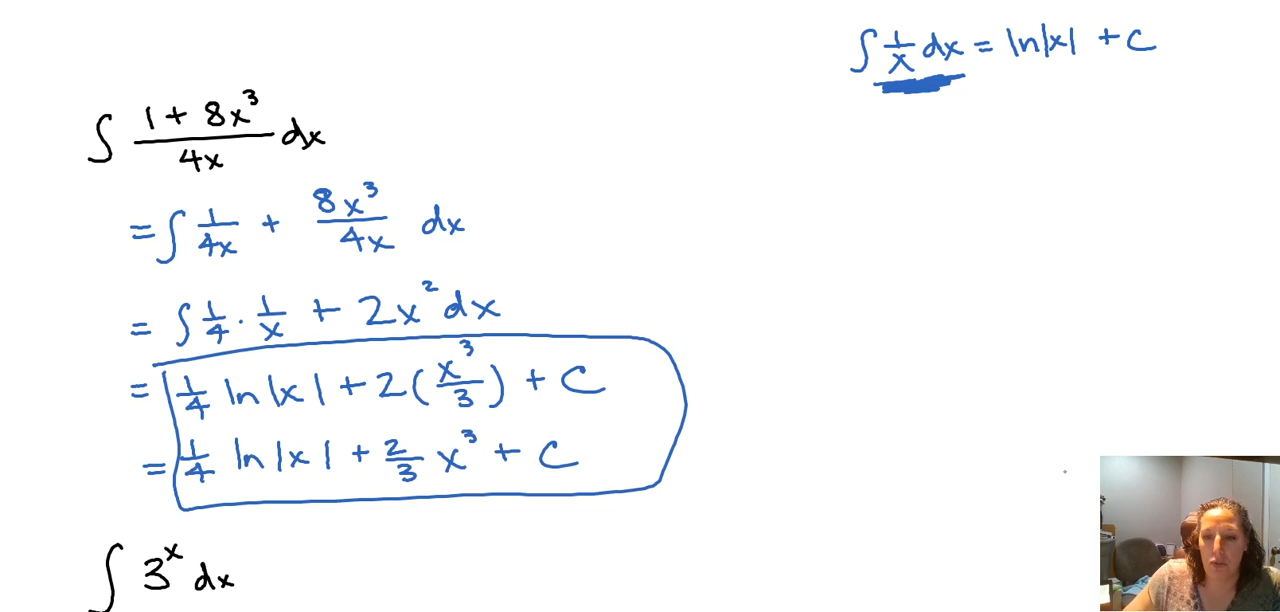 ∫ 1/x dx = ln|x| + C
∫ (1 + 8x³)/(4x) dx
= ∫ 1/(4x) + (8x³)/(4x) dx
= ∫ 1/4 · 1/x + 2x² dx
= 1/4 ln|x| + 2(x³/3) + C
= 1/4 ln|x| + 2/3 x³ + C
∫ 3ˣ dx